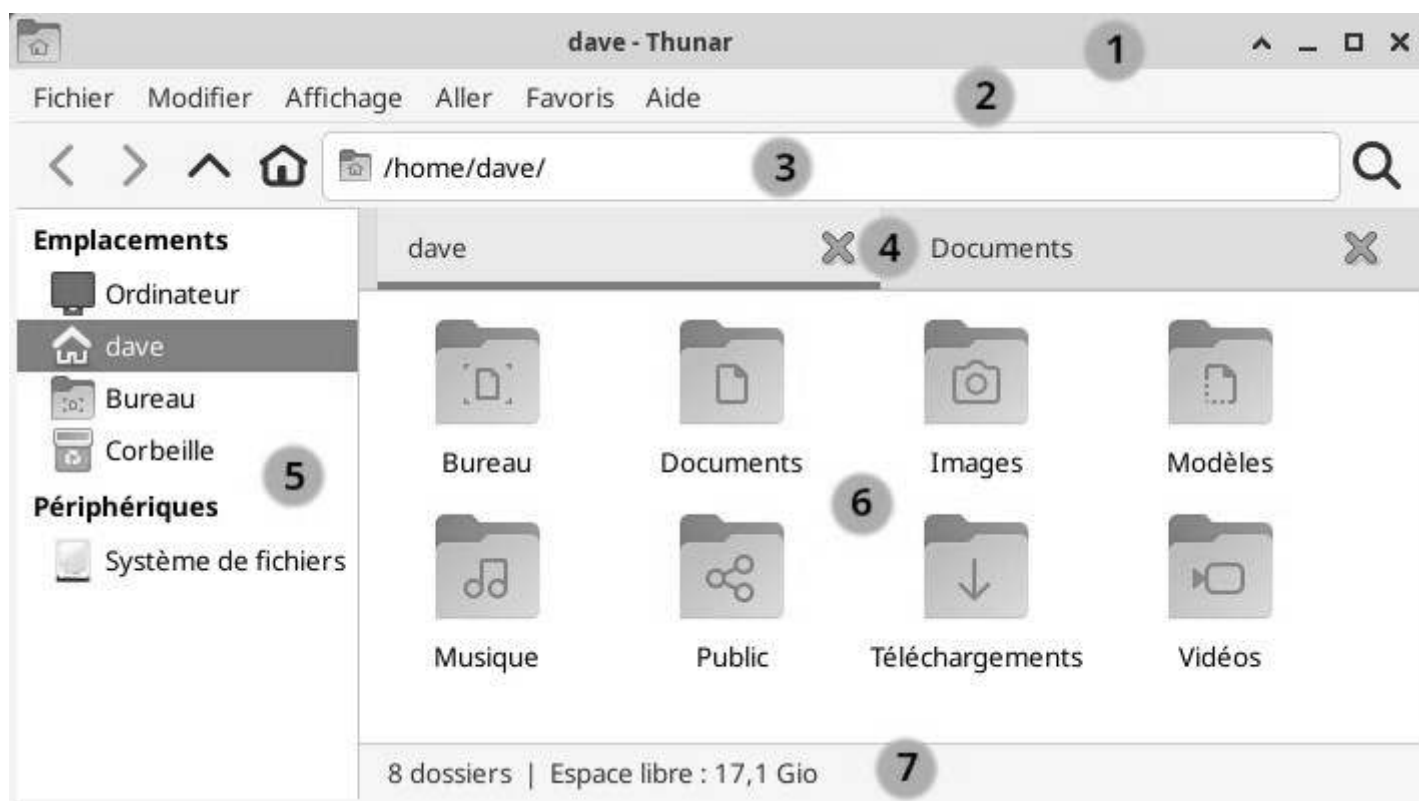 dave - Thunar 1
Fichier Modifier Affichage Aller Favoris Aide 2
/home/dave/ 3
Emplacements
Ordinateur
dave
Bureau
Corbeille
5
Périphériques
Système de fichiers
dave 4 Documents
Bureau Documents Images Modèles
6
Musique Public Téléchargements Vidéos
8 dossiers | Espace libre : 17,1 Gio 7